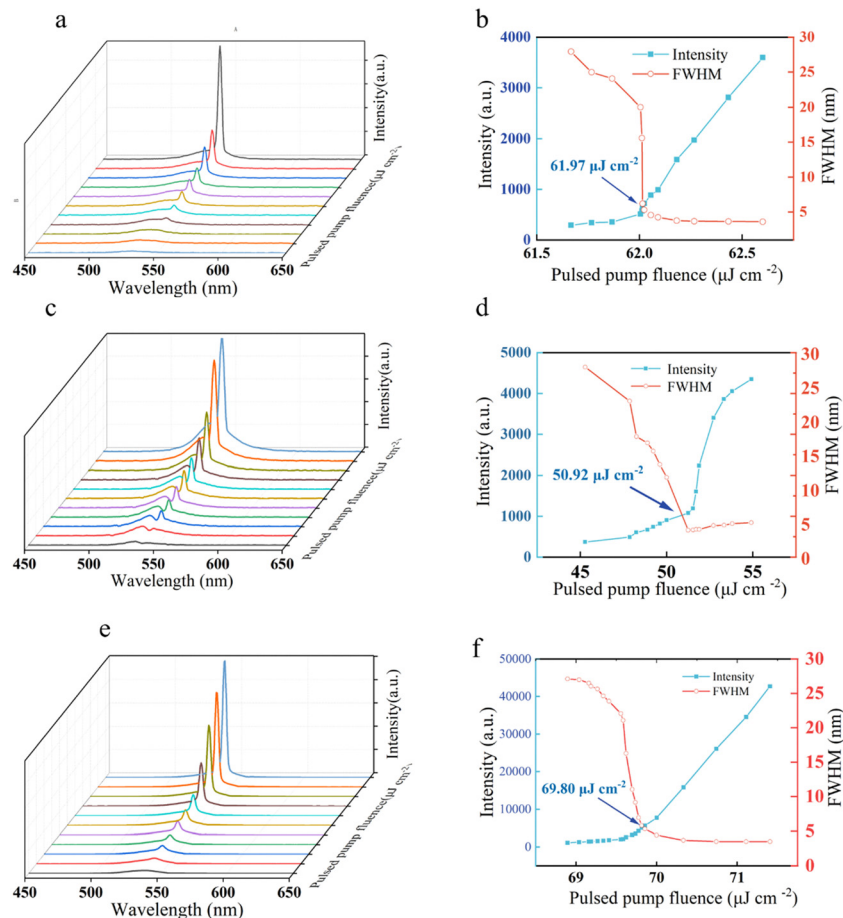 a
b
Intensity(a.u.)
Pulsed pump fluence(μJ cm⁻²)
450 500 550 600 650
Wavelength (nm)
4000
3000
2000
1000
0
Intensity (a.u.)
Intensity
FWHM
61.97 μJ cm⁻²
30
25
20
15
10
5
FWHM (nm)
61.5 62.0 62.5
Pulsed pump fluence (μJ cm ⁻²)
c
d
Intensity(a.u.)
Pulsed pump fluence(μJ cm⁻²)
450 500 550 600 650
Wavelength (nm)
5000
4000
3000
2000
1000
0
Intensity (a.u.)
Intensity
FWHM
50.92 μJ cm⁻²
30
25
20
15
10
5
0
FWHM (nm)
45 50 55
Pulsed pump fluence (μJ cm ⁻²)
e
f
Intensity(a.u.)
Pulsed pump fluence(μJ cm⁻²)
450 500 550 600 650
Wavelength (nm)
50000
40000
30000
20000
10000
0
Intensity (a.u.)
Intensity
FWHM
69.80 μJ cm⁻²
30
25
20
15
10
5
0
FWHM (nm)
69 70 71
Pulsed pump fluence (μJ cm ⁻²)